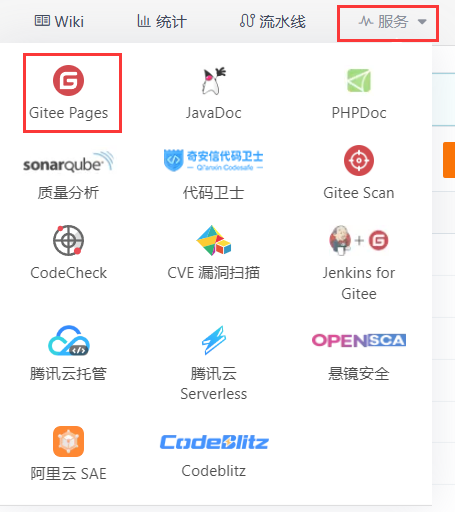 Wiki 统计 流水线 服务
Gitee Pages JavaDoc PHPDoc
sonarqube 奇安信代码卫士 Qi'anxin Codesafe
质量分析 代码卫士 Gitee Scan
CodeCheck CVE 漏洞扫描 Jenkins for
Gitee
OPENSCA
腾讯云托管 腾讯云 悬镜安全
Serverless
CodeBlitz
阿里云 SAE Codeblitz